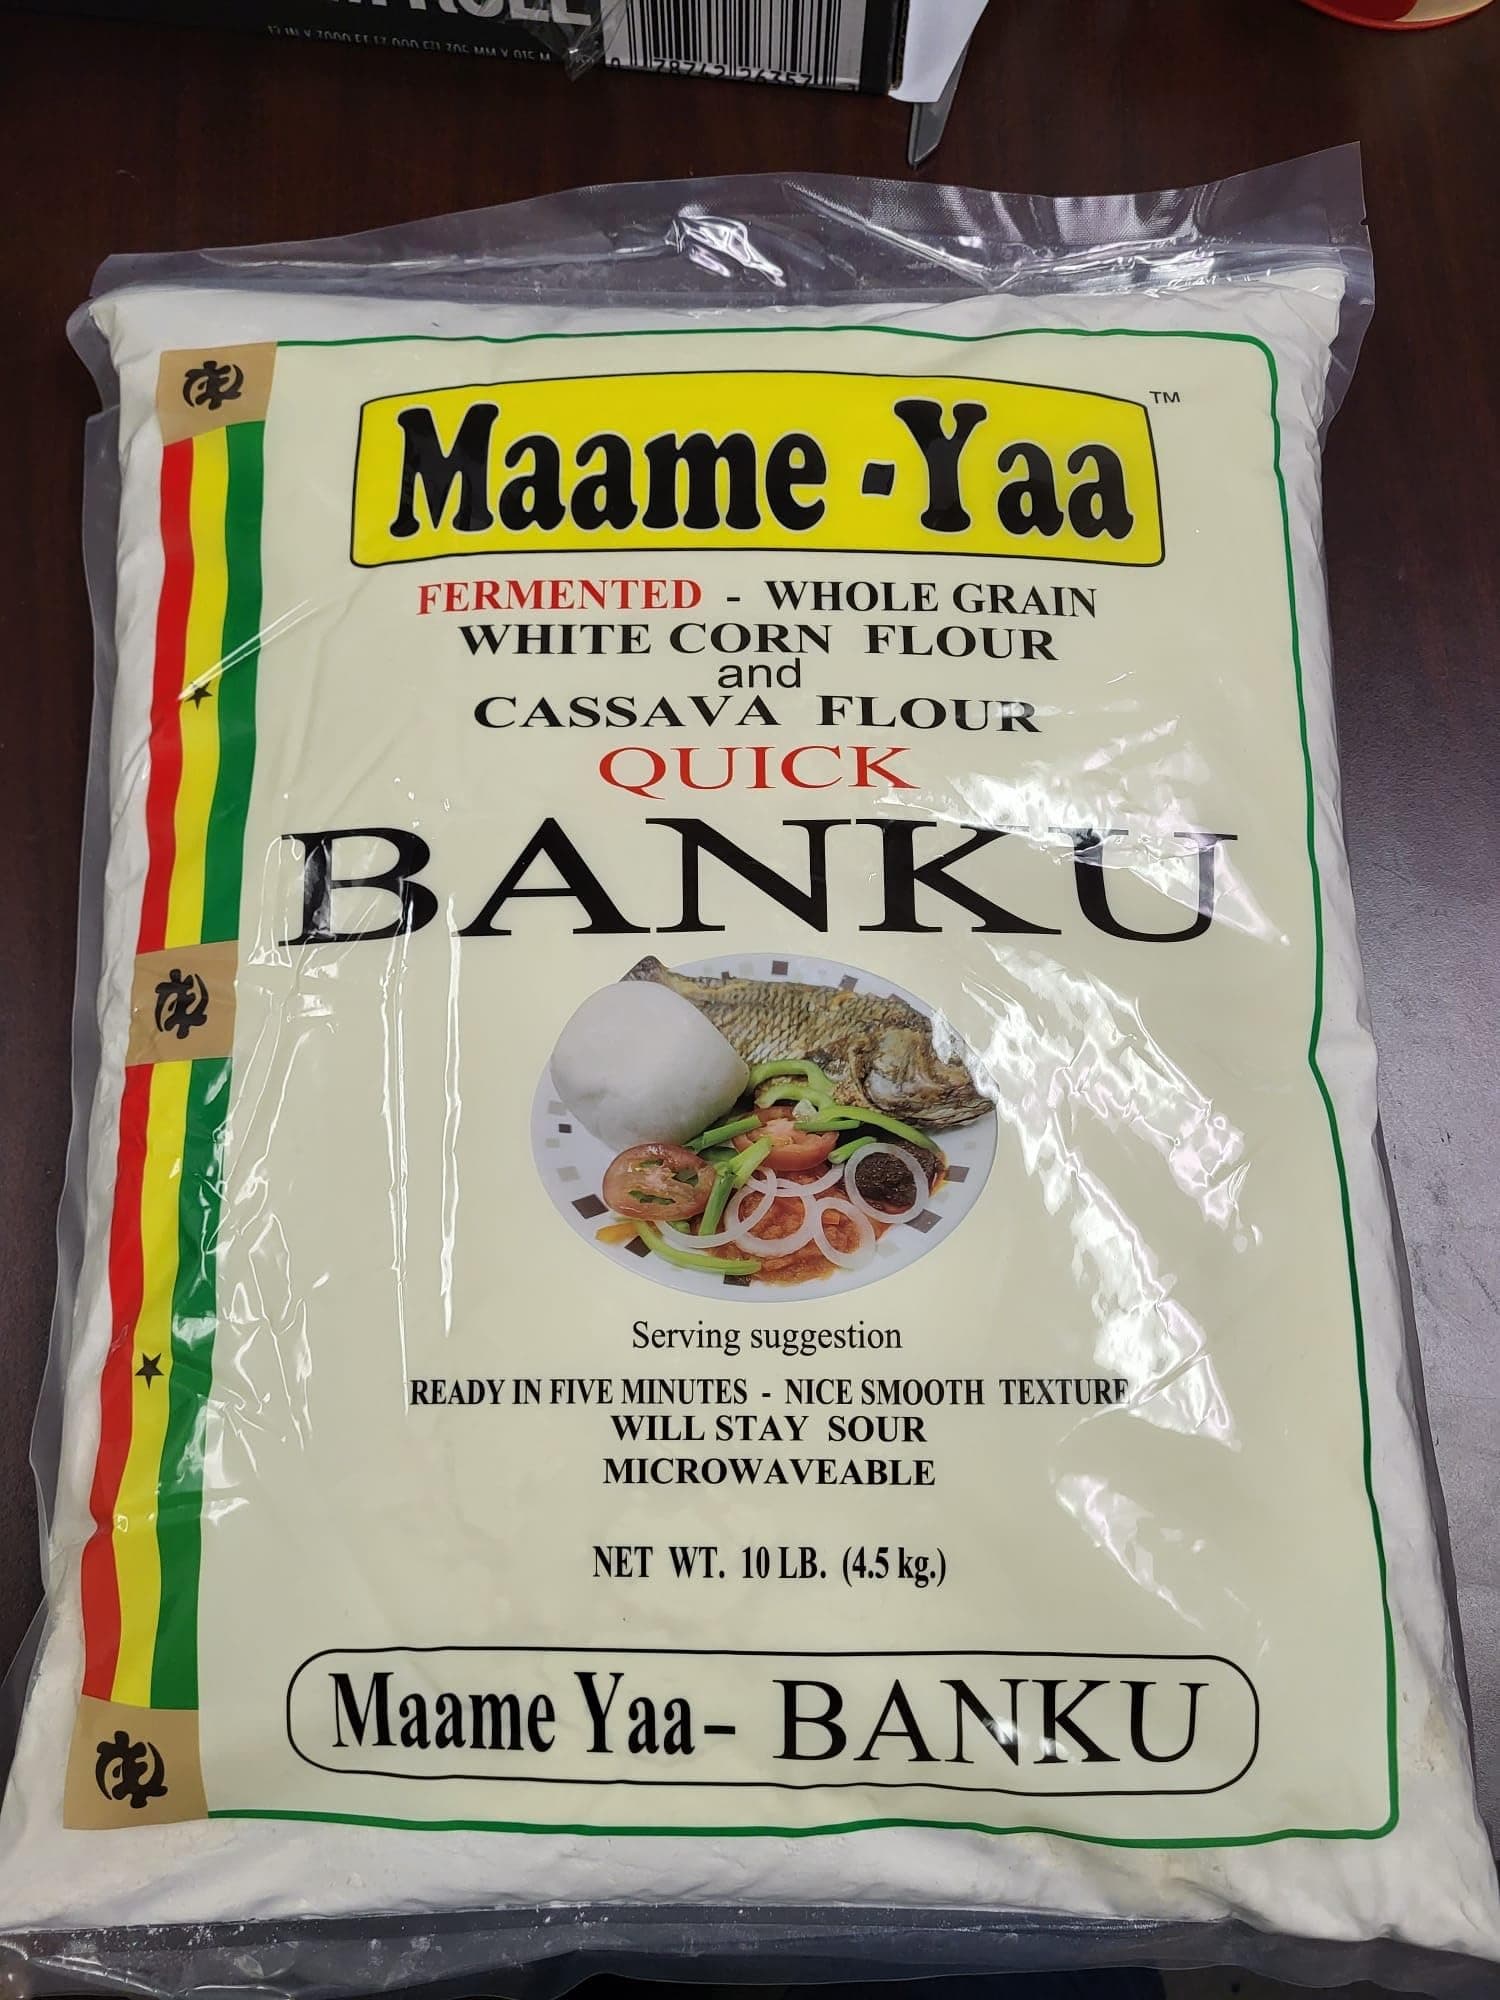 Maame -Yaa
TM
FERMENTED - WHOLE GRAIN
WHITE CORN FLOUR
and
CASSAVA FLOUR
QUICK
BANKU
Serving suggestion
READY IN FIVE MINUTES - NICE SMOOTH TEXTURE
WILL STAY SOUR
MICROWAVEABLE
NET WT. 10 LB. (4.5 kg.)
Maame Yaa- BANKU